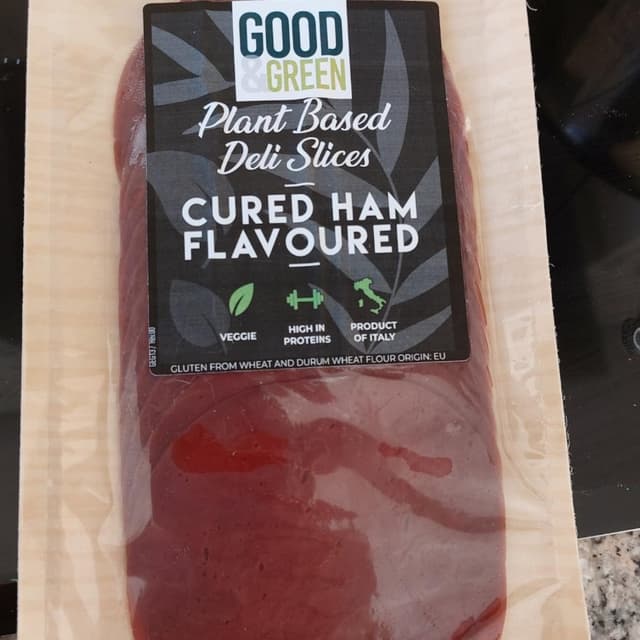 GOOD
& GREEN
Plant Based
Deli Slices
CURED HAM
FLAVOURED
VEGGIE
HIGH IN
PROTEINS
PRODUCT
OF ITALY
GLUTEN FROM WHEAT AND DURUM WHEAT FLOUR ORIGIN: EU